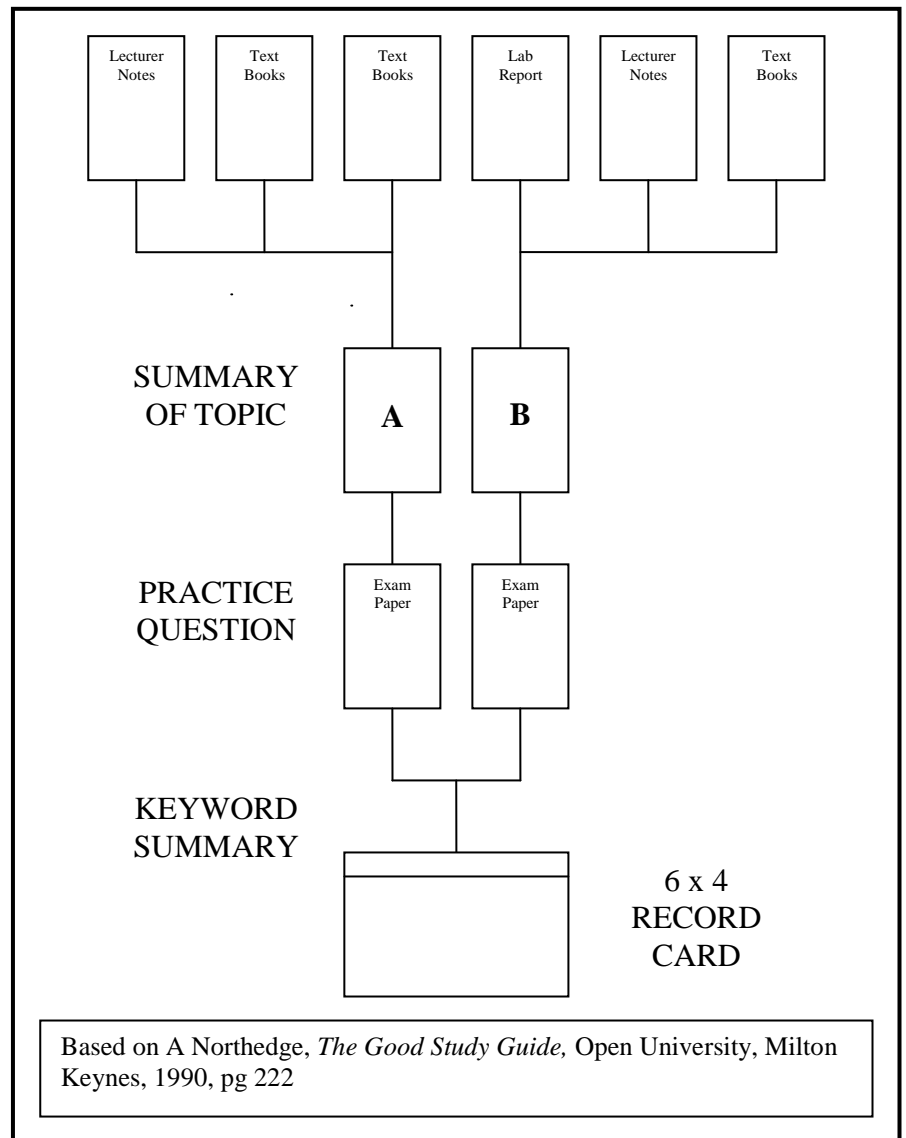 Lecturer
Notes
Text
Books
Text
Books
Lab
Report
Lecturer
Notes
Text
Books
SUMMARY
OF TOPIC
A
B
PRACTICE
QUESTION
Exam
Paper
Exam
Paper
KEYWORD
SUMMARY
6 x 4
RECORD
CARD
Based on A Northedge, The Good Study Guide, Open University, Milton
Keynes, 1990, pg 222